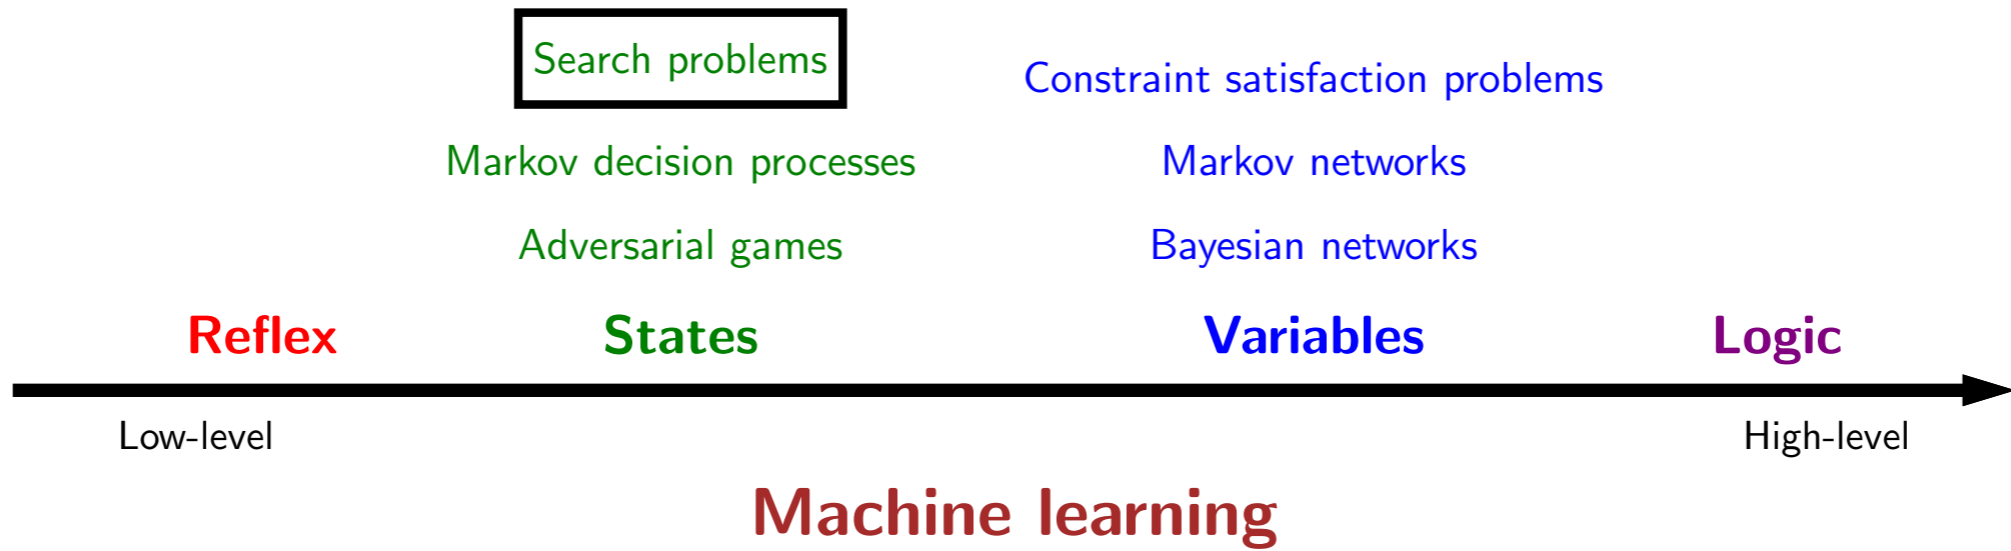 Search problems
Constraint satisfaction problems
Markov decision processes
Markov networks
Adversarial games
Bayesian networks
Reflex
States
Variables
Logic
Low-level
High-level
Machine learning